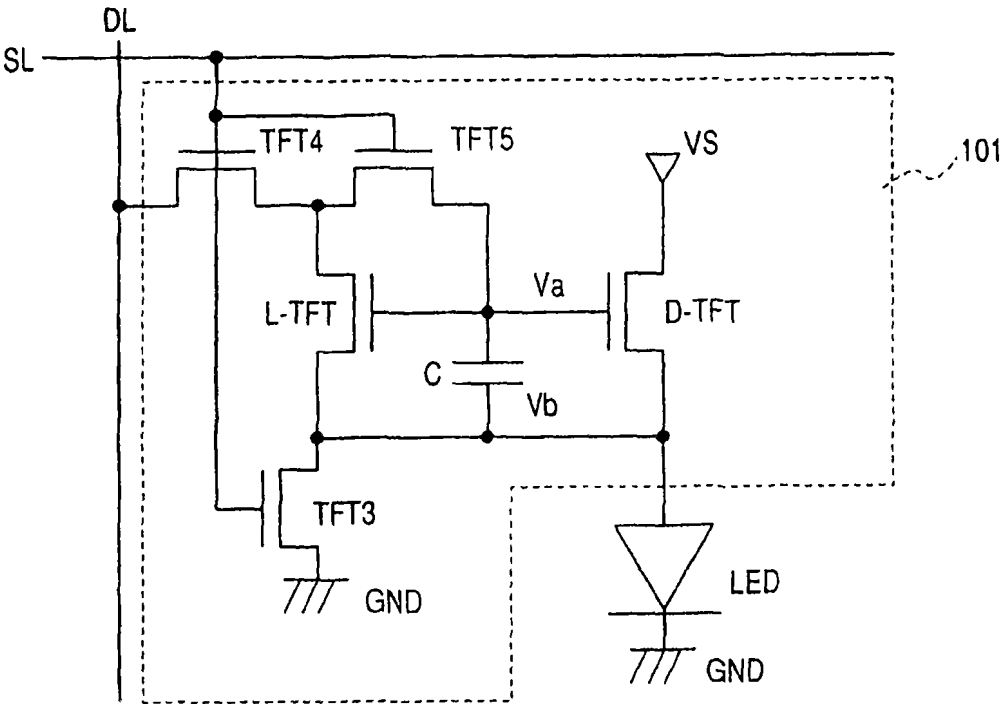 DL
SL
TFT4
TFT5
VS
101
L-TFT
Va
D-TFT
C
Vb
TFT3
GND
LED
GND